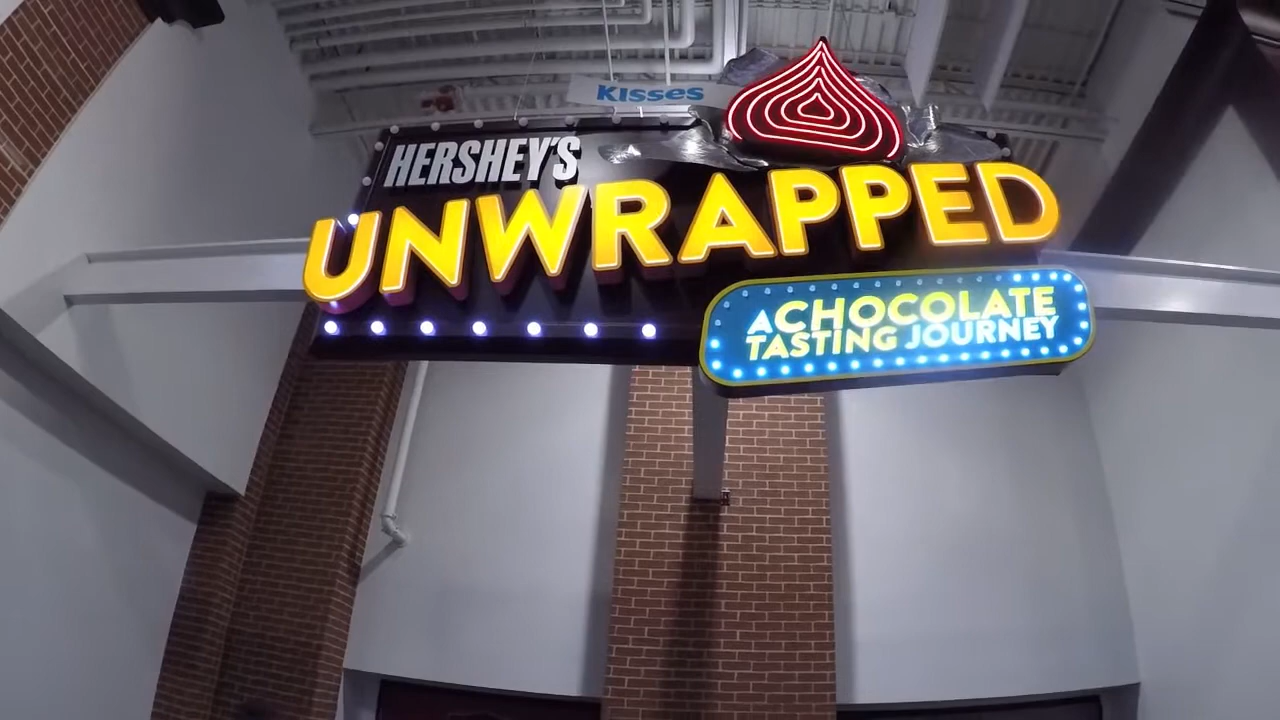 Kisses
HERSHEY'S
UNWRAPPED
A CHOCOLATE
TASTING JOURNEY